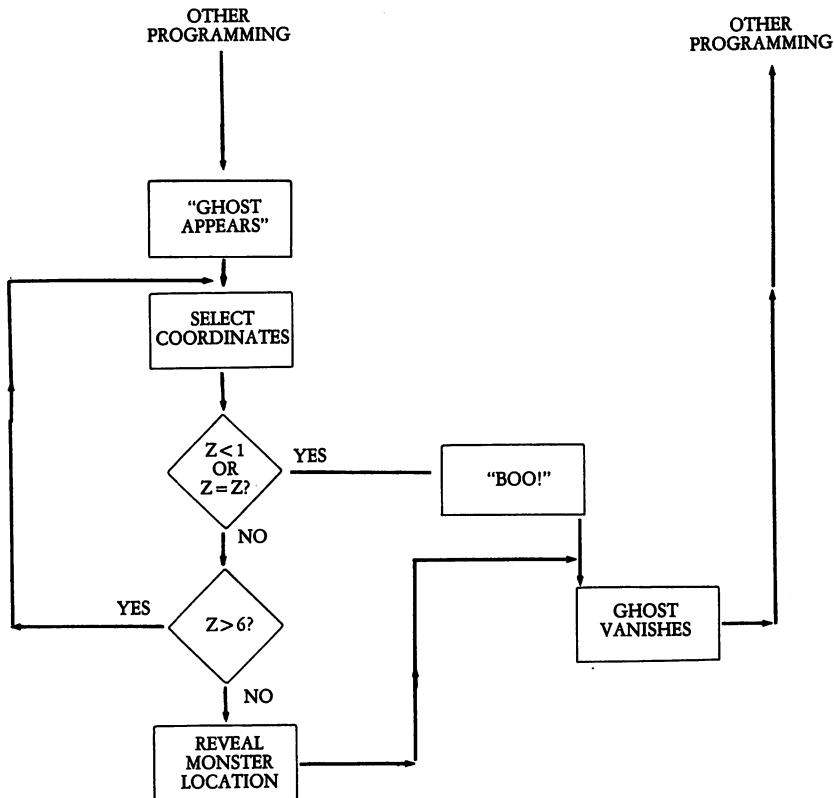 OTHER
PROGRAMMING
OTHER
PROGRAMMING
“GHOST
APPEARS”
SELECT
COORDINATES
Z<1
OR
Z=Z?
YES
“BOO!”
NO
YES
Z>6?
GHOST
VANISHES
NO
REVEAL
MONSTER
LOCATION